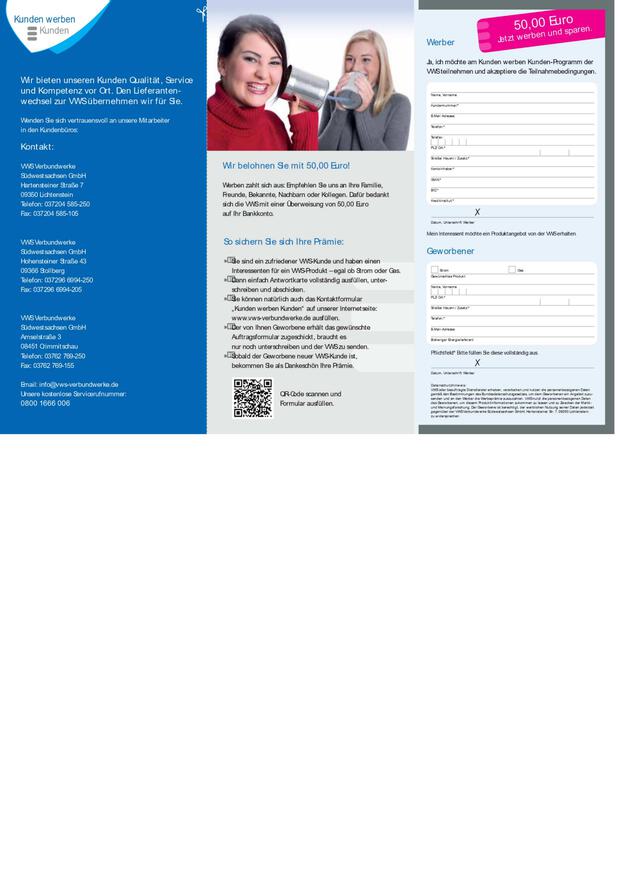 Kunden werben
Kunden
Wir bieten unseren Kunden Qualität, Service
und Kompetenz vor Ort. Den Lieferanten-
wechsel zur VWS übernehmen wir für Sie.
Wenden Sie sich vertrauensvoll an unsere Mitarbeiter
in den Kundenbüros:
Kontakt:
VWS Verbundwerke
Südwestsachsen GmbH
Hartensteiner Straße 7
09350 Lichtenstein
Telefon: 037204 585-250
Fax: 037204 585-105
VWS Verbundwerke
Südwestsachsen GmbH
Hohensteiner Straße 43
09366 Stollberg
Telefon: 037296 6994-250
Fax: 037296 6994-205
VWS Verbundwerke
Südwestsachsen GmbH
Amselstraße 3
08451 Crimmitschau
Telefon: 03762 769-250
Fax: 03762 769-155
Email: info@vws-verbundwerke.de
Unsere kostenlose Servicerufnummer:
0800 1666 006
Wir belohnen Sie mit 50,00 Euro!
Werben zahlt sich aus: Empfehlen Sie uns an Ihre Familie,
Freunde, Bekannte, Nachbarn oder Kollegen. Dafür bedankt
sich die VWS mit einer Überweisung von 50,00 Euro
auf Ihr Bankkonto.
So sichern Sie sich Ihre Prämie:
Sie sind ein zufriedener VWS-Kunde und haben einen
Interessenten für ein VWS-Produkt – egal ob Strom oder Gas.
Dann einfach Antwortkarte vollständig ausfüllen, unter-
schreiben und abschicken.
Sie können natürlich auch das Kontaktformular
„Kunden werben Kunden" auf unserer Internetseite:
www.vws-verbundwerke.de ausfüllen.
Der von Ihnen Geworbene erhält das gewünschte
Auftragsformular zugeschickt, braucht es
nur noch unterschreiben und der VWS zu senden.
Sobald der Geworbene neuer VWS-Kunde ist,
bekommen Sie als Dankeschön Ihre Prämie.
QR-Code scannen und
Formular ausfüllen.
50,00 Euro
Jetzt werben und sparen.
Werber
Ja, ich möchte am Kunden werben Kunden-Programm der
VWS teilnehmen und akzeptiere die Teilnahmebedingungen.
Name, Vorname
Kundennummer*
E-Mail Adresse
Telefon*
Telefon
PLZ Ort*
Straße Hausnr./ Zusatz*
Kontoinhaber*
IBAN*
BIC*
Kreditinstitut*
X
Datum, Unterschrift Werber
Mein Interessent möchte ein Produktangebot von der VWS erhalten.
Geworbener
Strom
Gas
Gewünschtes Produkt
Name, Vorname
PLZ Ort*
Straße Hausnr./ Zusatz*
Telefon*
E-Mail Adresse
Bisheriger Energielieferant
Pflichtfeld* Bitte füllen Sie diese vollständig aus.
X
Datum, Unterschrift Werber